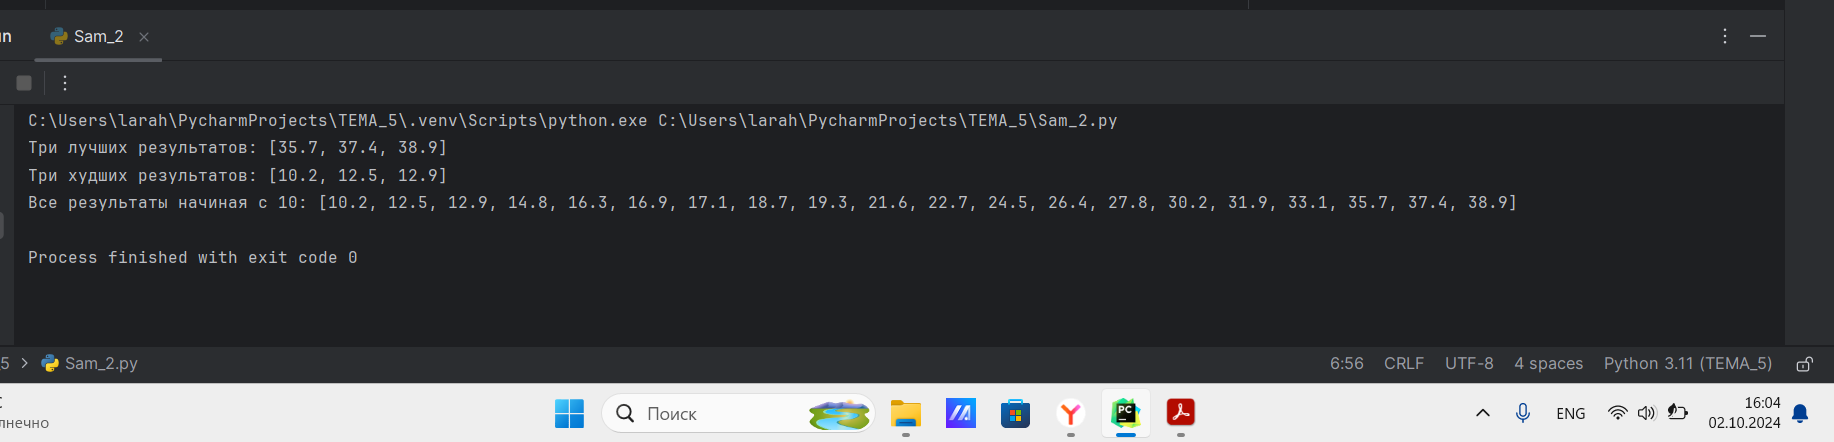 Sam_2
C:\Users\larah\PycharmProjects\TEMA_5\.venv\Scripts\python.exe C:\Users\larah\PycharmProjects\TEMA_5\Sam_2.py
Три лучших результатов: [35.7, 37.4, 38.9]
Три худших результатов: [10.2, 12.5, 12.9]
Все результаты начиная с 10: [10.2, 12.5, 12.9, 14.8, 16.3, 16.9, 17.1, 18.7, 19.3, 21.6, 22.7, 24.5, 26.4, 27.8, 30.2, 31.9, 33.1, 35.7, 37.4, 38.9]
Process finished with exit code 0
5 > Sam_2.py 6:56 CRLF UTF-8 4 spaces Python 3.11 (TEMA_5)
Поиск
PC
ENG
16:04
02.10.2024